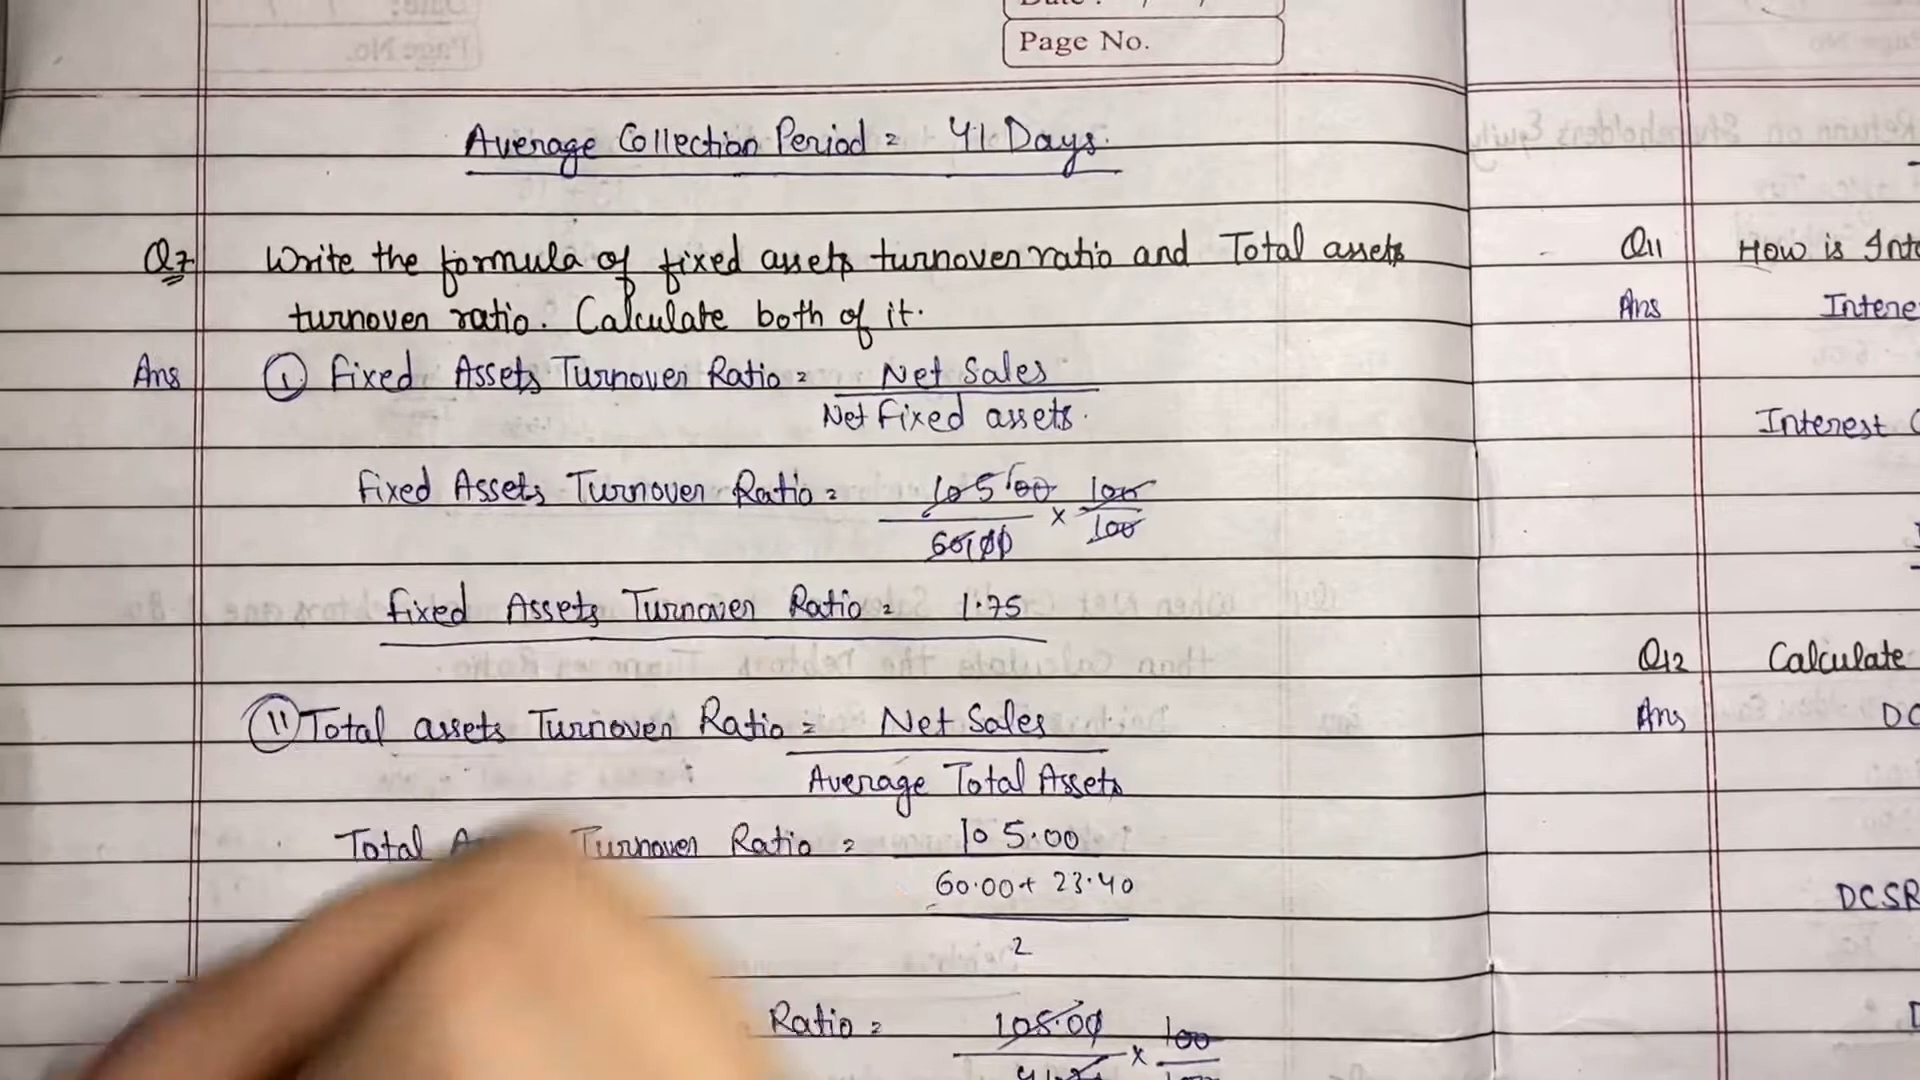 Page No.
Average Collection Period = 41 Days.
Q7 Write the formula of fixed assets turnover ratio and Total assets
turnover ratio. Calculate both of it.
Ans (i) Fixed Assets Turnover Ratio = Net Sales
Net Fixed assets.
Fixed Assets Turnover Ratio = 105.00 × 100
60.00 100
Fixed Assets Turnover Ratio = 1.75
(ii) Total assets Turnover Ratio = Net Sales
Average Total Assets
Total Turnover Ratio = 105.00
60.00 + 23.40
2
Ratio = 105.00 × 100
Q11 How is
Ans
Interest
Q12 Calculate
Ans DC
DCSR